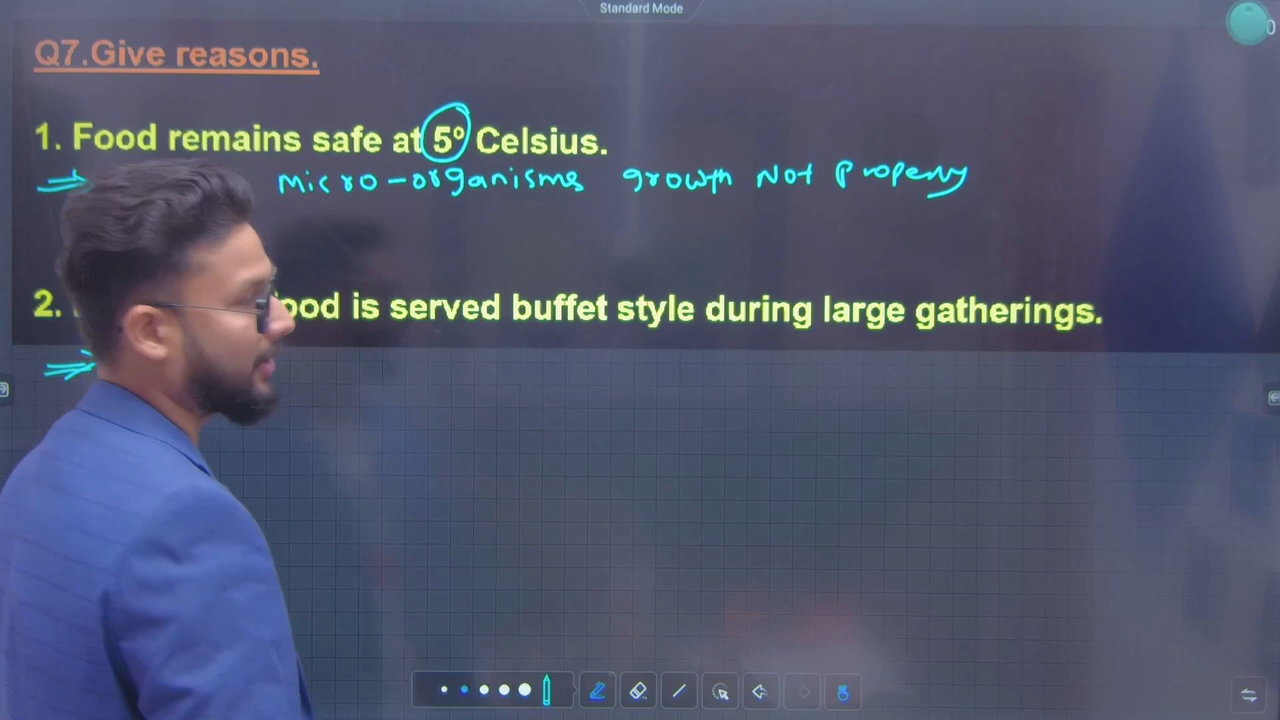 Standard Mode
Q7.Give reasons.
1. Food remains safe at 5° Celsius.
⇒ Micro-organisms growth Not Properly
2. food is served buffet style during large gatherings.
⇒